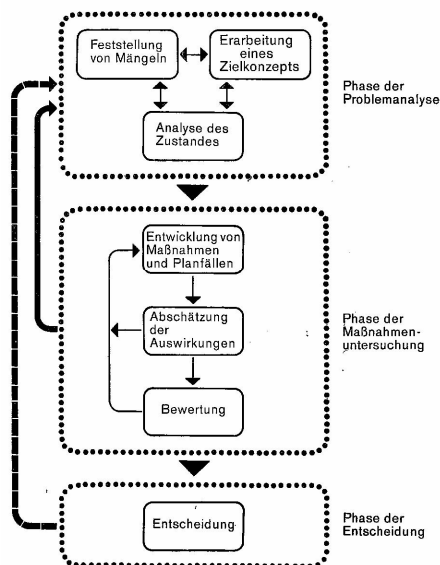 Feststellung
von Mängeln
Erarbeitung
eines
Zielkonzepts
Analyse des
Zustandes
Phase der
Problemanalyse
Entwicklung von
Maßnahmen
und Planfällen
Abschätzung
der
Auswirkungen
Bewertung
Phase der
Maßnahmen-
untersuchung
Entscheidung
Phase der
Entscheidung